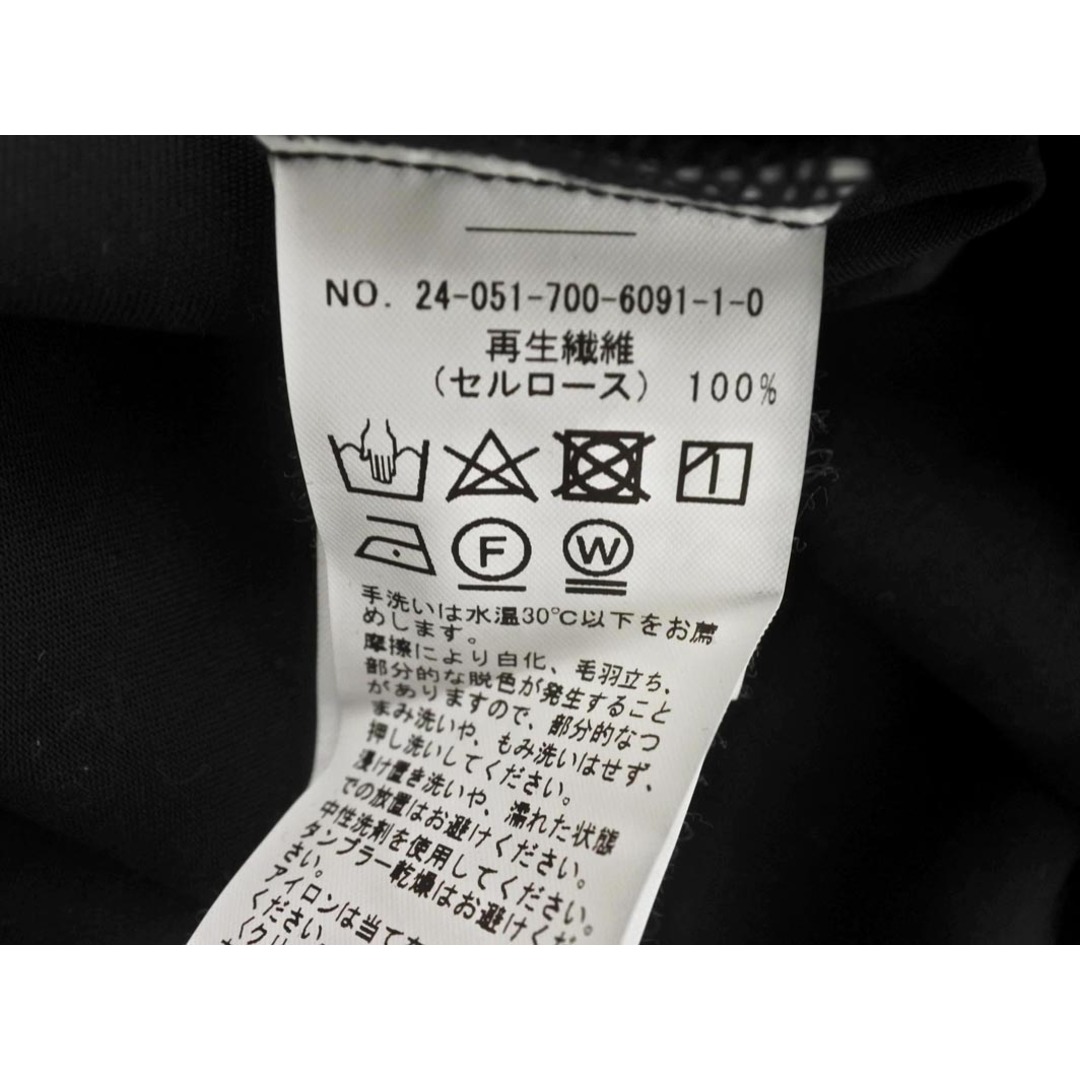 NO. 24-051-700-6091-1-0
再生繊維
(セルロース) 100%
F W
手洗いは水温30℃以下をお薦
めします。
摩擦により白化、毛羽立ち、
部分的な脱色が発生すること
がありますので、部分的なつ
まみ洗いや、もみ洗いはせず、
押し洗いしてください。
浸け置き洗いや、濡れた状態
での放置はお避けください。
中性洗剤を使用してください。
タンブラー乾燥はお避けくだ
さい。
アイロンは当て
ください。